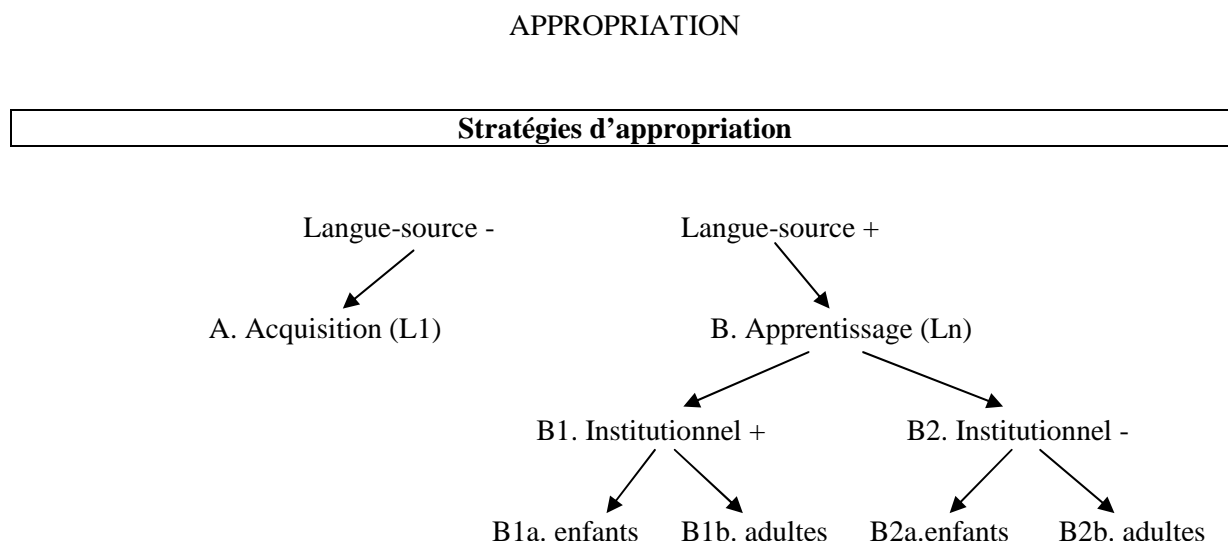 APPROPRIATION
Stratégies d’appropriation
Langue-source - Langue-source +
A. Acquisition (L1) B. Apprentissage (Ln)
B1. Institutionnel + B2. Institutionnel -
B1a. enfants B1b. adultes B2a.enfants B2b. adultes